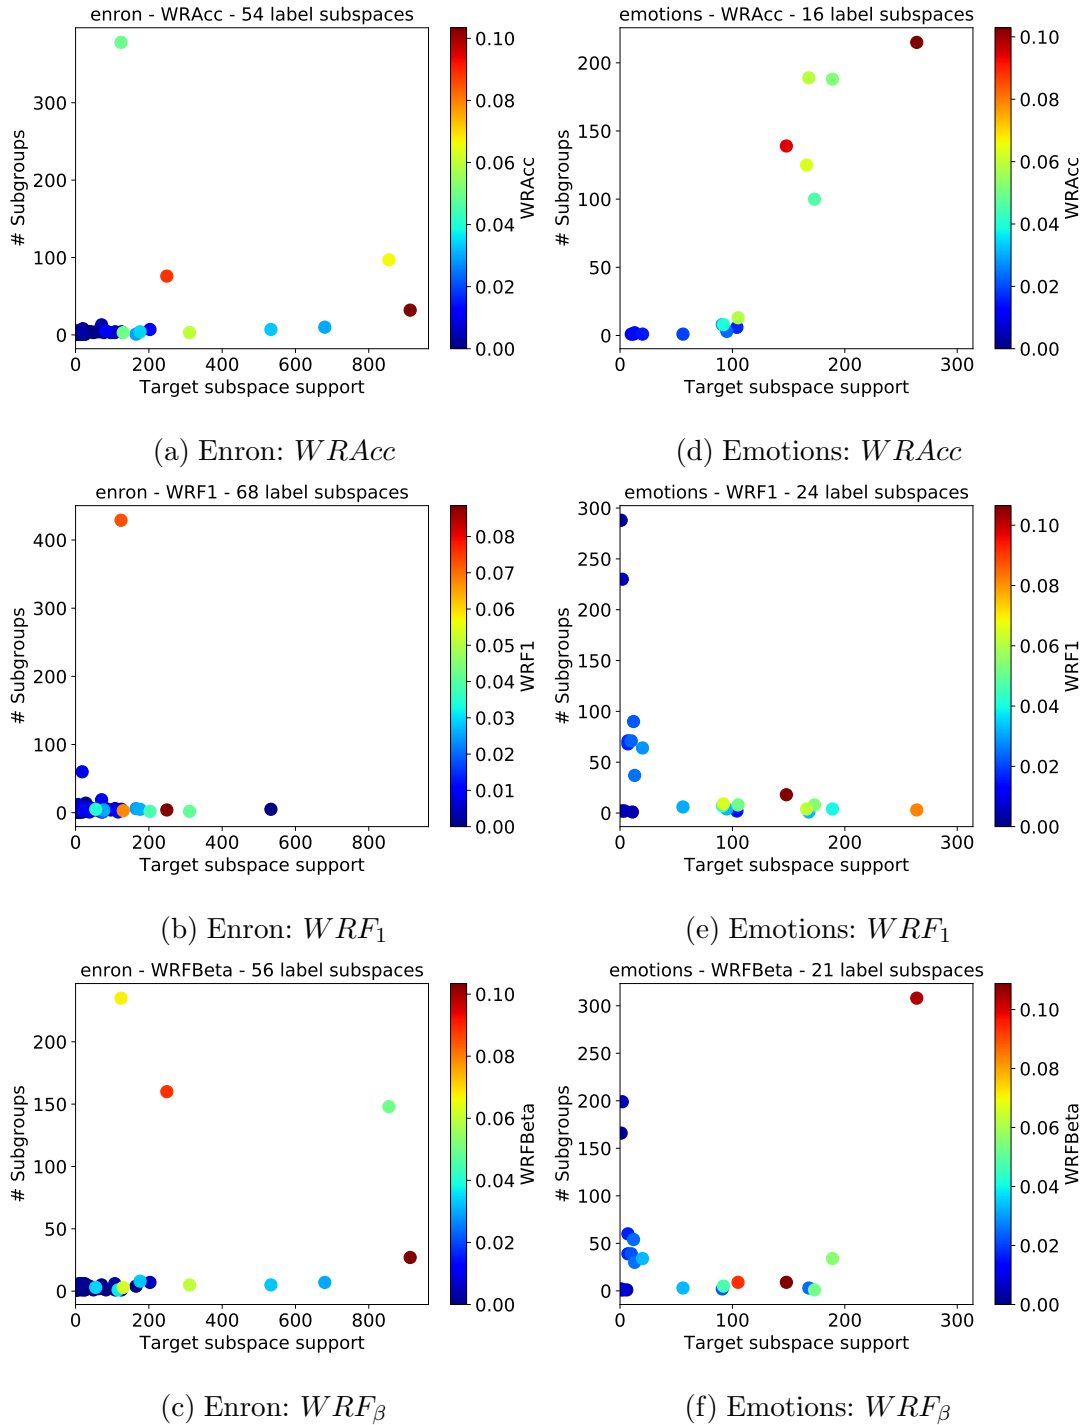 enron - WRAcc - 54 label subspaces
# Subgroups
300
200
100
0
0 200 400 600 800
Target subspace support
0.10
0.08
0.06
0.04
0.02
0.00
WRAcc
(a) Enron: WRAcc
emotions - WRAcc - 16 label subspaces
# Subgroups
200
150
100
50
0
0 100 200 300
Target subspace support
0.10
0.08
0.06
0.04
0.02
0.00
WRAcc
(d) Emotions: WRAcc
enron - WRF1 - 68 label subspaces
# Subgroups
400
300
200
100
0
0 200 400 600 800
Target subspace support
0.08
0.07
0.06
0.05
0.04
0.03
0.02
0.01
0.00
WRF1
(b) Enron: WRF₁
emotions - WRF1 - 24 label subspaces
# Subgroups
300
250
200
150
100
50
0
0 100 200 300
Target subspace support
0.10
0.08
0.06
0.04
0.02
0.00
WRF1
(e) Emotions: WRF₁
enron - WRFBeta - 56 label subspaces
# Subgroups
200
150
100
50
0
0 200 400 600 800
Target subspace support
0.10
0.08
0.06
0.04
0.02
0.00
WRFBeta
(c) Enron: WRFᵦ
emotions - WRFBeta - 21 label subspaces
# Subgroups
300
250
200
150
100
50
0
0 100 200 300
Target subspace support
0.10
0.08
0.06
0.04
0.02
0.00
WRFBeta
(f) Emotions: WRFᵦ